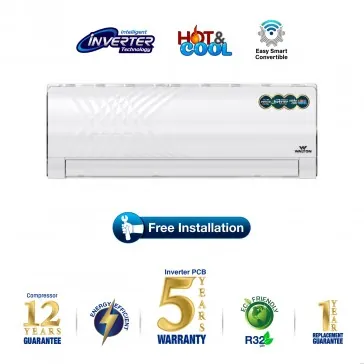 Intelligent
INVERTER
Technology
HOT&
COOL
Easy Smart
Convertible
WALTON
Free Installation
Compressor
12
YEARS
GUARANTEE
ENERGY EFFICIENT
Inverter PCB
5 YEARS
WARRANTY
ECO FRIENDLY
R32
1 YEAR
REPLACEMENT
GUARANTEE